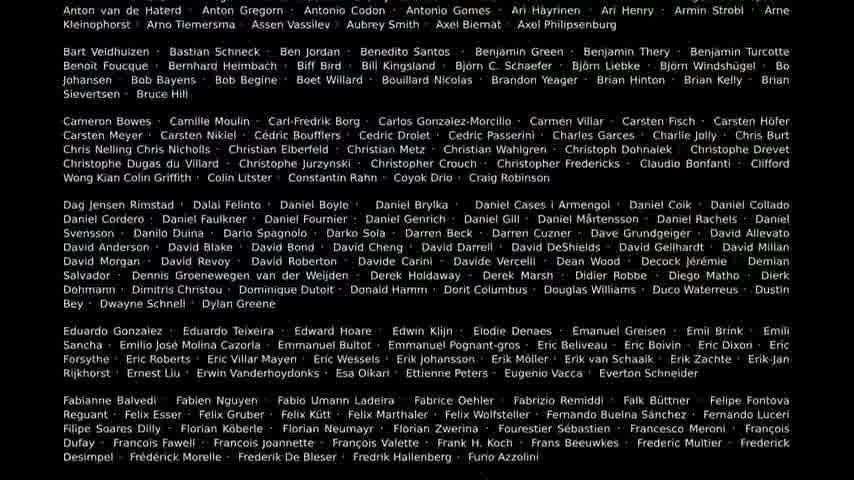 Anton van de Haterd · Anton Gregorn · Antonio Codon · Antonio Gomes · Ari Häyrinen · Ari Henry · Armin Strobl · Arne
Kleinophorst · Arno Tiemersma · Assen Vassilev · Aubrey Smith · Axel Biernat · Axel Philipsenburg
Bart Veldhuizen · Bastian Schneck · Ben Jordan · Benedito Santos · Benjamin Green · Benjamin Thery · Benjamin Turcotte
Benoît Foucque · Bernhard Heimbach · Biff Bird · Bill Kingsland · Björn C. Schaefer · Björn Liebke · Björn Windshügel · Bo
Johansen · Bob Bayens · Bob Begine · Boet Willard · Bouillard Nicolas · Brandon Yeager · Brian Hinton · Brian Kelly · Brian
Sievertsen · Bruce Hill
Cameron Bowes · Camille Moulin · Carl-Fredrik Borg · Carlos Gonzalez-Morcillo · Carmen Villar · Carsten Fisch · Carsten Höfer
Carsten Meyer · Carsten Nikiel · Cédric Boufflers · Cedric Drolet · Cedric Passerini · Charles Garces · Charlie Jolly · Chris Burt
Chris Nelling Chris Nicholls · Christian Elberfeld · Christian Metz · Christian Wahlgren · Christoph Dohnalek · Christophe Drevet
Christophe Dugas du Villard · Christophe Jurzynski · Christopher Crouch · Christopher Fredericks · Claudio Bonfanti · Clifford
Wong Kian Colin Griffith · Colin Litster · Constantin Rahn · Coyok Drio · Craig Robinson
Dag Jensen Rimstad · Dalai Felinto · Daniel Boyle · Daniel Brylka · Daniel Cases i Armengol · Daniel Coik · Daniel Collado
Daniel Cordero · Daniel Faulkner · Daniel Fournier · Daniel Genrich · Daniel Gill · Daniel Mårtensson · Daniel Rachels · Daniel
Svensson · Danilo Duina · Dario Spagnolo · Darko Sola · Darren Beck · Darren Cuzner · Dave Grundgeiger · David Allevato
David Anderson · David Blake · David Bond · David Cheng · David Darrell · David DeShields · David Gellhardt · David Milian
David Morgan · David Revoy · David Roberton · Davide Carini · Davide Vercelli · Dean Wood · Decock Jérémie · Demian
Salvador · Dennis Groenewegen van der Weijden · Derek Holdaway · Derek Marsh · Didier Robbe · Diego Matho · Dierk
Dohmann · Dimitris Christou · Dominique Dutoit · Donald Hamm · Dorit Columbus · Douglas Williams · Duco Waterreus · Dustin
Bey · Dwayne Schnell · Dylan Greene
Eduardo Gonzalez · Eduardo Teixeira · Edward Hoare · Edwin Klijn · Elodie Denaes · Emanuel Greisen · Emil Brink · Emili
Sancha · Emilio José Molina Cazorla · Emmanuel Bultot · Emmanuel Pognant-gros · Eric Beliveau · Eric Boivin · Eric Dixon · Eric
Forsythe · Eric Roberts · Eric Villar Mayen · Eric Wessels · Erik Johansson · Erik Möller · Erik van Schaaik · Erik Zachte · Erik-Jan
Rijkhorst · Ernest Liu · Erwin Vanderhoydonks · Esa Oikari · Ettienne Peters · Eugenio Vacca · Everton Schneider
Fabianne Balvedi · Fabien Nguyen · Fabio Umann Ladeira · Fabrice Oehler · Fabrizio Remiddi · Falk Büttner · Felipe Fontova
Reguant · Felix Esser · Felix Gruber · Felix Kütt · Felix Marthaler · Felix Wolfsteller · Fernando Buelna Sánchez · Fernando Luceri
Filipe Soares Dilly · Florian Köberle · Florian Neumayr · Florian Zwerina · Fourestier Sébastien · Francesco Meroni · François
Dufay · Francois Fawell · Francois Joannette · François Valette · Frank H. Koch · Frans Beeuwkes · Frederic Multier · Frederick
Desimpel · Frédérick Morelle · Frederik De Bleser · Fredrik Hallenberg · Furio Azzolini